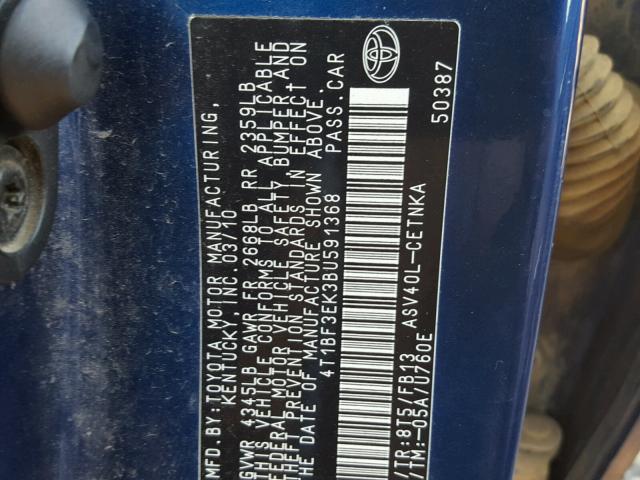 MFD.BY:TOYOTA MOTOR MANUFACTURING,
KENTUCKY, INC. 03/10
GVWR 4345LB GAWR FR 2668LB RR 2359LB
THIS VEHICLE CONFORMS TO ALL APPLICABLE
FEDERAL MOTOR VEHICLE SAFETY, BUMPER AND
THEFT PREVENTION STANDARDS IN EFFECT ON
THE DATE OF MANUFACTURE SHOWN ABOVE.
4T1BF3EK3BU591368 PASS.CAR
/TR:8T5/FB13 ASV40L-CETNKA
/TM:-05A/U760E
50387